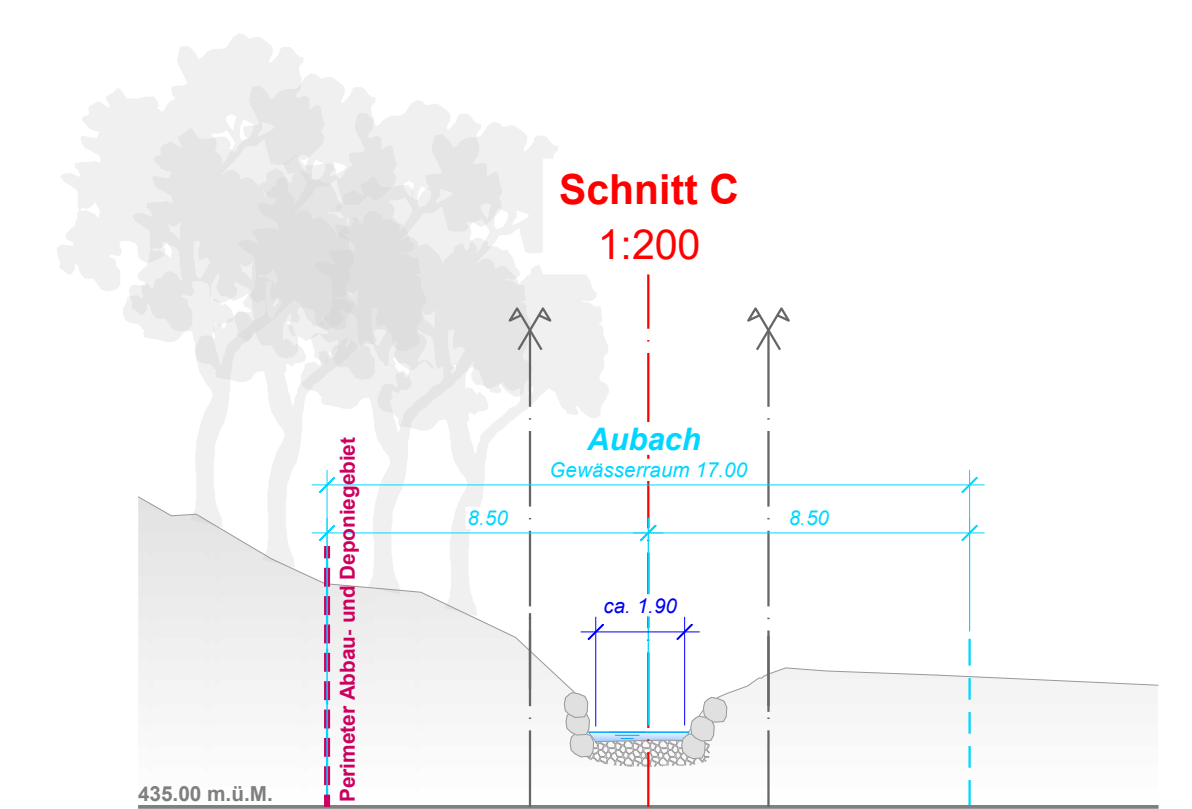 Schnitt C
1:200
Aubach
Gewässerraum 17.00
8.50
8.50
ca. 1.90
Perimeter Abbau- und Deponiegebiet
435.00 m.ü.M.